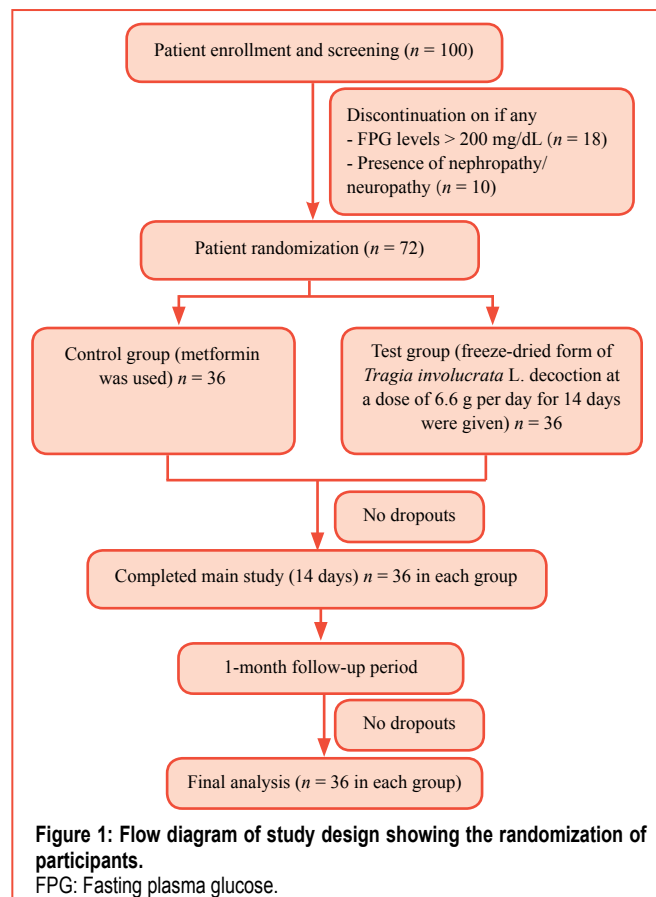 Patient enrollment and screening (n = 100)
Discontinuation on if any
- FPG levels > 200 mg/dL (n = 18)
- Presence of nephropathy/
neuropathy (n = 10)
Patient randomization (n = 72)
Control group (metformin
was used) n = 36
Test group (freeze-dried form of
Tragia involucrata L. decoction at
a dose of 6.6 g per day for 14 days
were given) n = 36
No dropouts
Completed main study (14 days) n = 36 in each group
1-month follow-up period
No dropouts
Final analysis (n = 36 in each group)
Figure 1: Flow diagram of study design showing the randomization of
participants.
FPG: Fasting plasma glucose.